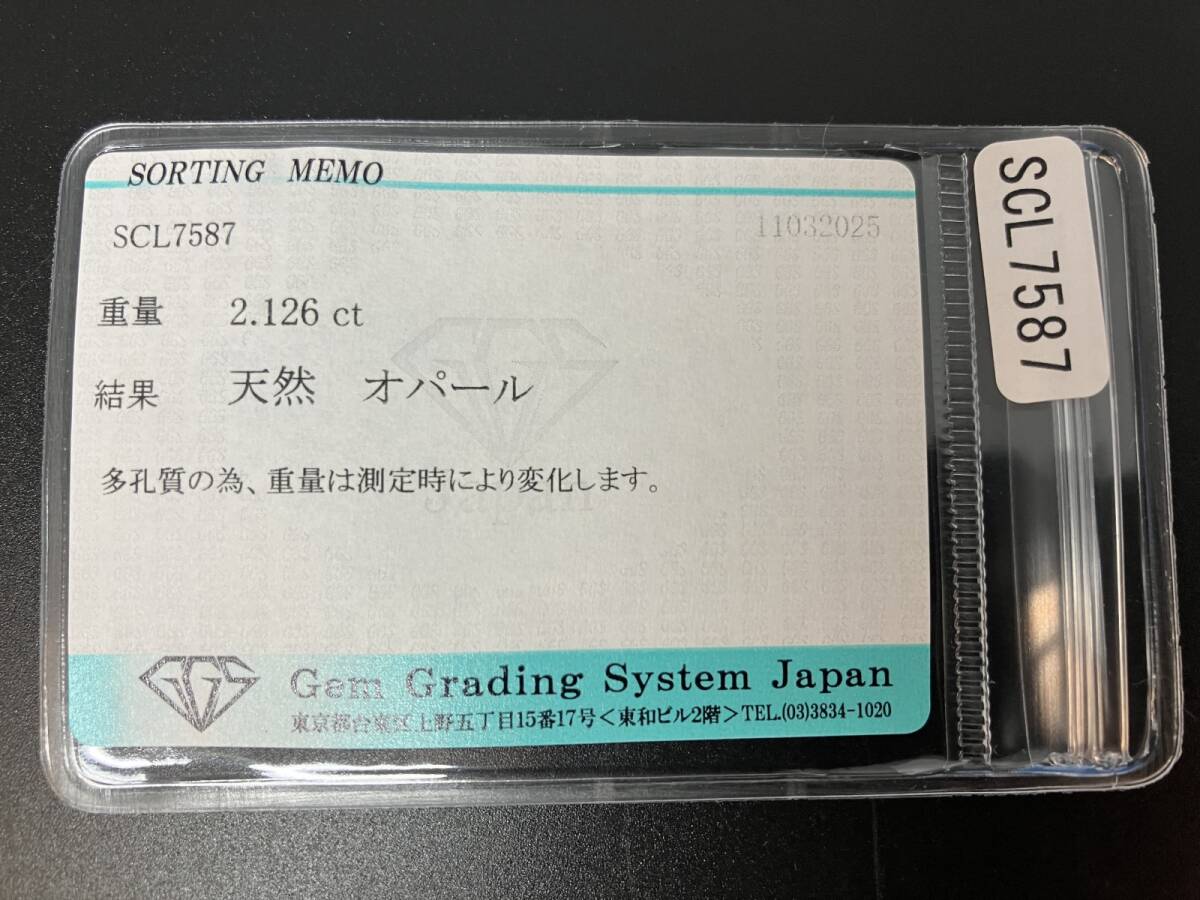 SORTING MEMO
SCL7587 11032025
重量 2.126 ct
結果 天然 オパール
多孔質の為、重量は測定時により変化します。
Japan
GGS Gem Grading System Japan
東京都台東区上野五丁目15番17号＜東和ビル2階＞TEL.(03)3834-1020
SCL7587